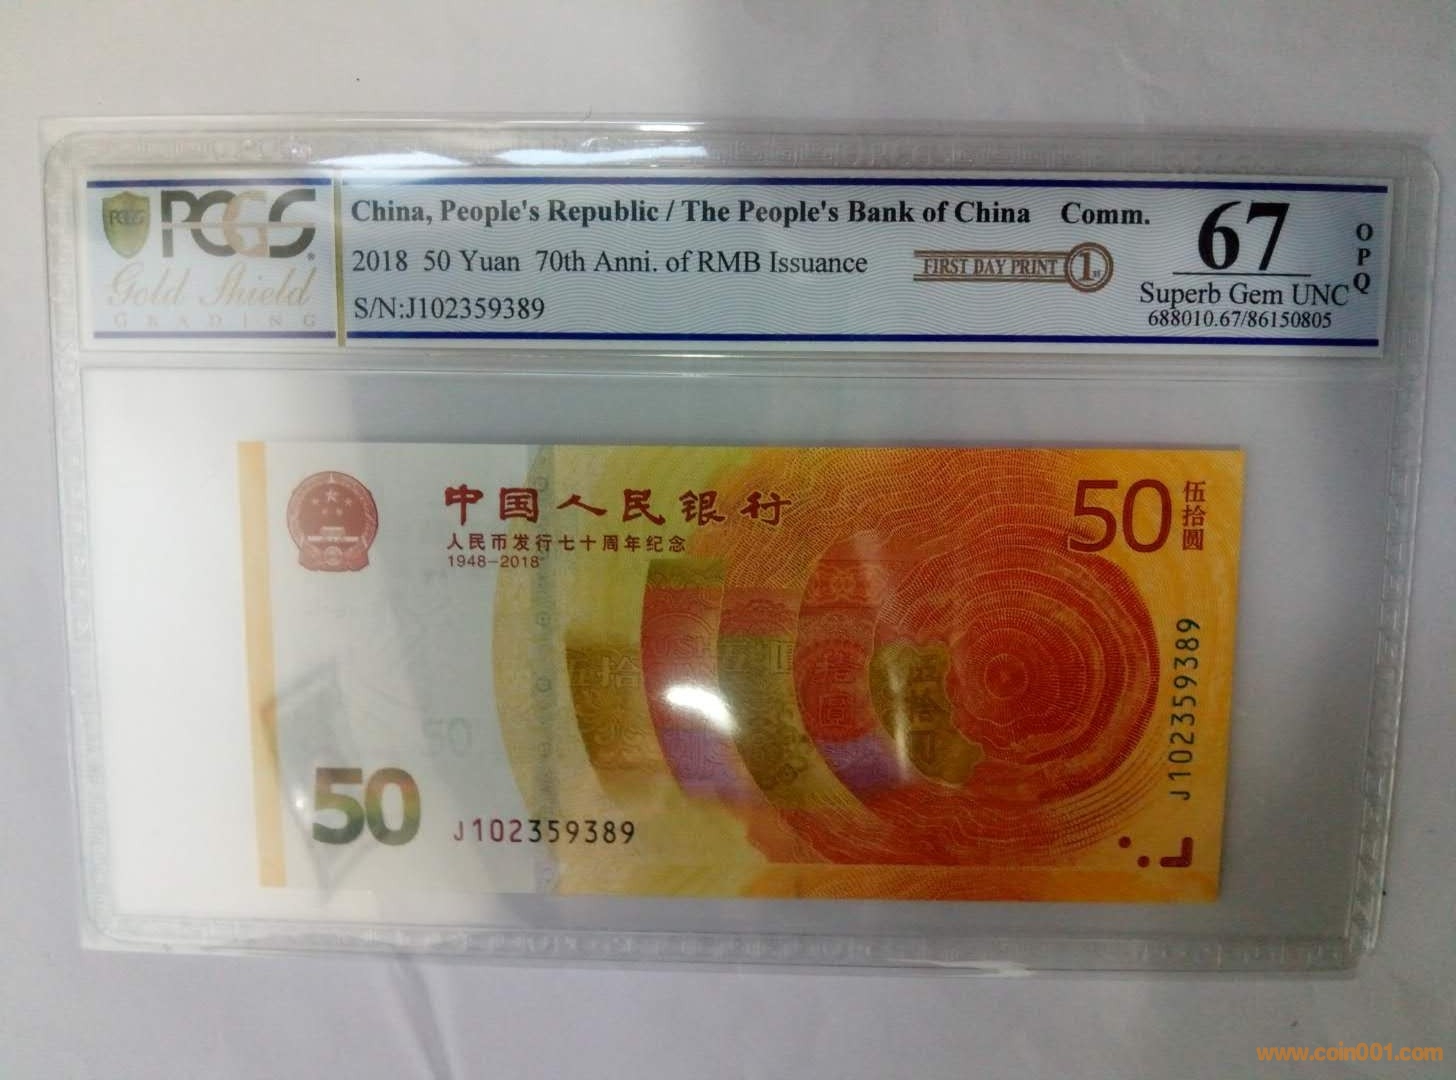 PCGS
Gold Shield
GRADING
China, People's Republic / The People's Bank of China Comm.
2018 50 Yuan 70th Anni. of RMB Issuance
FIRST DAY PRINT 1st
S/N:J102359389
67
OPQ
Superb Gem UNC
688010.67/86150805
中国人民银行
人民币发行七十周年纪念
1948-2018
50
伍拾圆
J102359389
50
50
J102359389
www.coin001.com